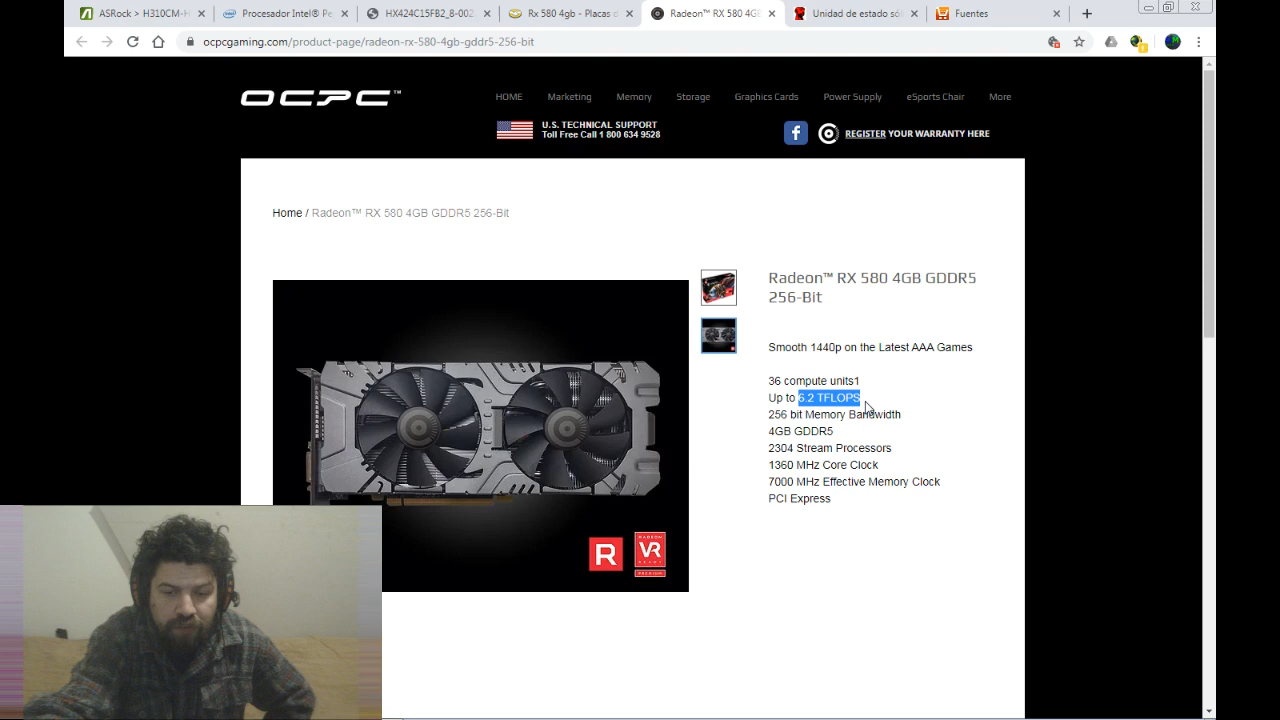 ASRock > H310CM-H
Procesador Intel® Pe
HX424C15FB2_8-002
Rx 580 4gb - Placas d
Radeon™ RX 580 4G
Unidad de estado sól
Fuentes
ocpcgaming.com/product-page/radeon-rx-580-4gb-gddr5-256-bit
OCPC™
HOME
Marketing
Memory
Storage
Graphics Cards
Power Supply
eSports Chair
More
U.S. TECHNICAL SUPPORT
Toll Free Call 1 800 634 9528
f
REGISTER YOUR WARRANTY HERE
Home / Radeon™ RX 580 4GB GDDR5 256-Bit
Radeon™ RX 580 4GB GDDR5
256-Bit
Smooth 1440p on the Latest AAA Games
36 compute units1
Up to 6.2 TFLOPS
256 bit Memory Bandwidth
4GB GDDR5
2304 Stream Processors
1360 MHz Core Clock
7000 MHz Effective Memory Clock
PCI Express
R
RADEON
VR
READY
PREMIUM